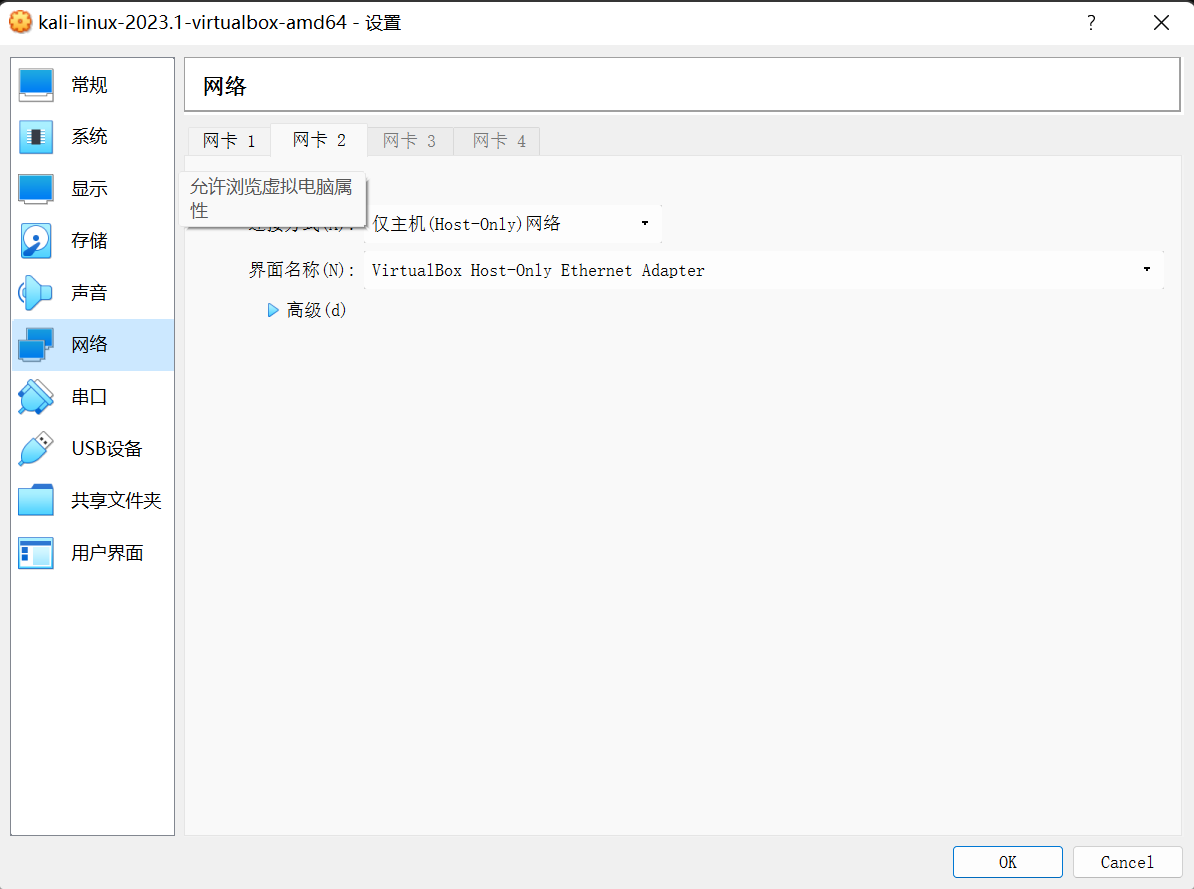 kali-linux-2023.1-virtualbox-amd64 - 设置
?
常规
系统
显示
存储
声音
网络
串口
USB设备
共享文件夹
用户界面
网络
网卡 1
网卡 2
网卡 3
网卡 4
允许浏览虚拟电脑属
性
仅主机(Host-Only)网络
界面名称(N): VirtualBox Host-Only Ethernet Adapter
高级(d)
OK
Cancel